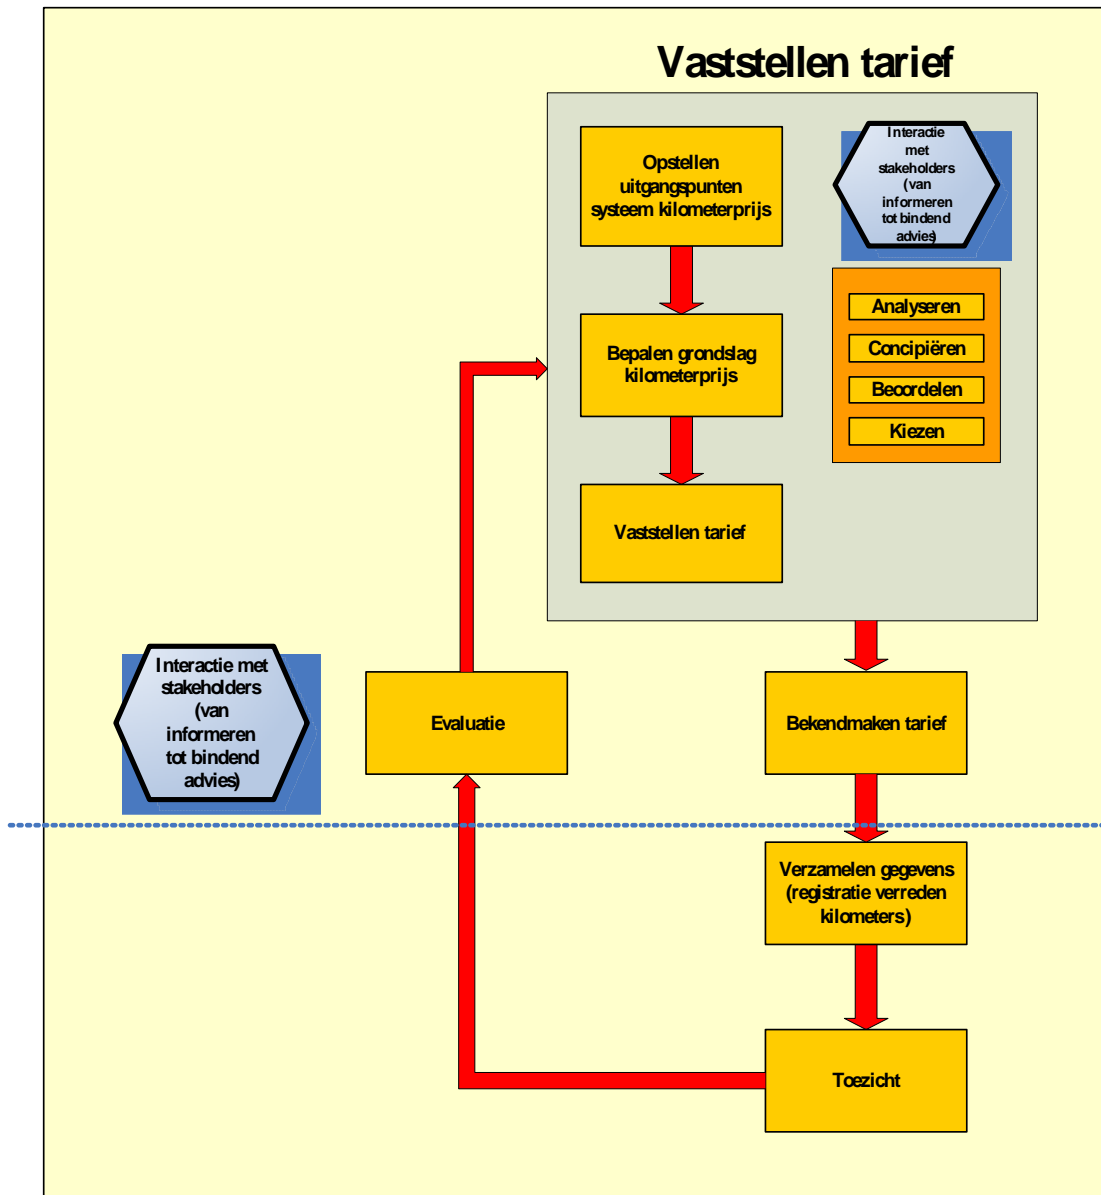 Vaststellen tarief
Opstellen
uitgangspunten
systeem kilometerprijs
Interactie
met
stakeholders
(van
informeren
tot bindend
advies)
Analyseren
Concipiëren
Beoordelen
Kiezen
Bepalen grondslag
kilometerprijs
Vaststellen tarief
Interactie met
stakeholders
(van
informeren
tot bindend
advies)
Evaluatie
Bekendmaken tarief
Verzamelen gegevens
(registratie verreden
kilometers)
Toezicht